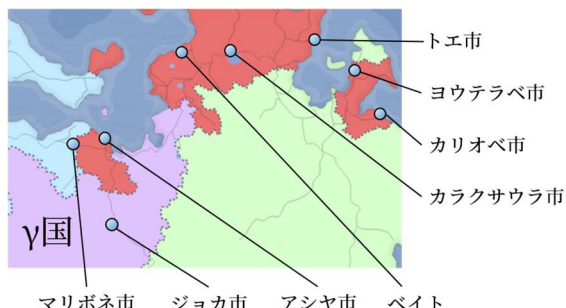 トエ市
ヨウテラベ市
カリオベ市
カラクサウラ市
γ国
マリボネ市
ジョカ市
アシヤ市
ベイト